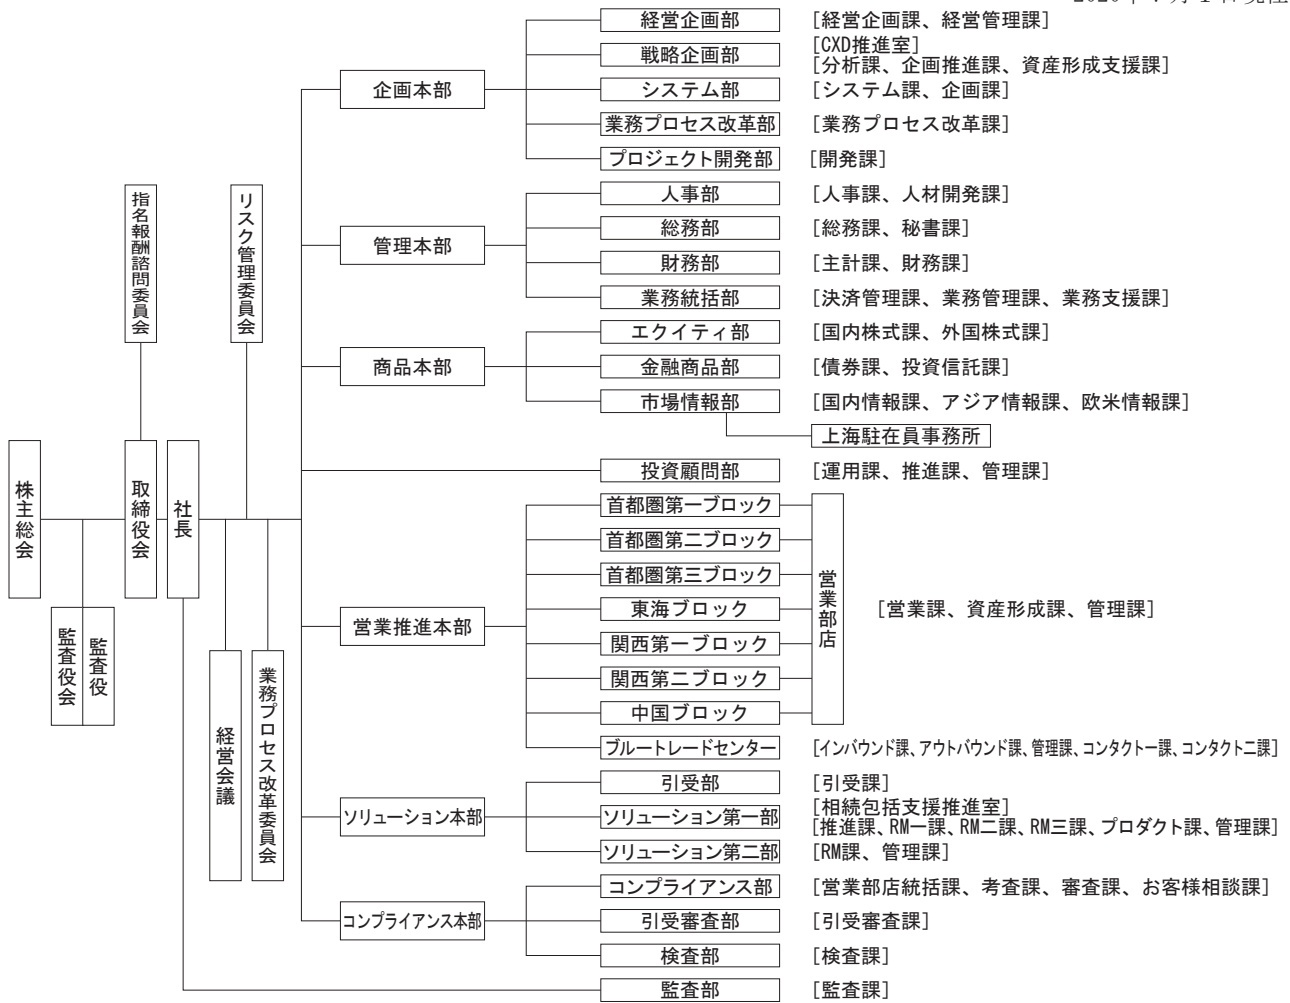 経営企画部 [経営企画課、経営管理課]
戦略企画部 [CXD推進室]
[分析課、企画推進課、資産形成支援課]
企画本部
システム部 [システム課、企画課]
業務プロセス改革部 [業務プロセス改革課]
プロジェクト開発部 [開発課]
人事部 [人事課、人材開発課]
総務部 [総務課、秘書課]
管理本部
財務部 [主計課、財務課]
業務統括部 [決済管理課、業務管理課、業務支援課]
エクイティ部 [国内株式課、外国株式課]
商品本部
金融商品部 [債券課、投資信託課]
市場情報部 [国内情報課、アジア情報課、欧米情報課]
上海駐在員事務所
投資顧問部 [運用課、推進課、管理課]
指名報酬諮問委員会
リスク管理委員会
株主総会
取締役会
社長
監査役会
監査役
経営会議
業務プロセス改革委員会
営業推進本部
首都圏第一ブロック
首都圏第二ブロック
首都圏第三ブロック
東海ブロック
関西第一ブロック
関西第二ブロック
中国ブロック
営業部店
[営業課、資産形成課、管理課]
ブルートレードセンター [インバウンド課、アウトバウンド課、管理課、コンタクト一課、コンタクト二課]
引受部 [引受課]
ソリューション本部
ソリューション第一部 [相続包括支援推進室]
[推進課、RM一課、RM二課、RM三課、プロダクト課、管理課]
ソリューション第二部 [RM課、管理課]
コンプライアンス部 [営業部店統括課、考査課、審査課、お客様相談課]
コンプライアンス本部
引受審査部 [引受審査課]
検査部 [検査課]
監査部 [監査課]